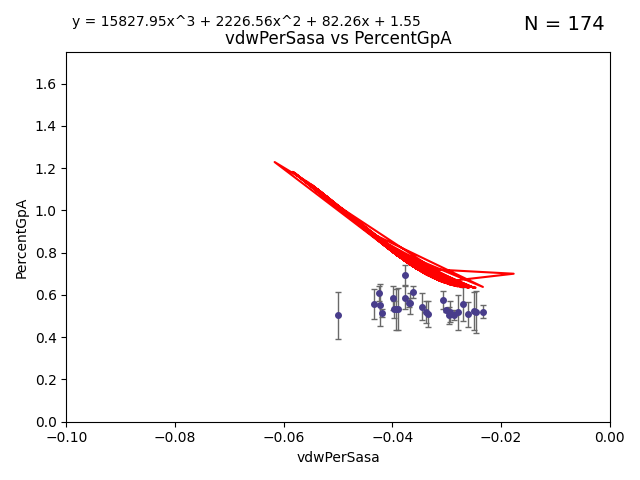 y = 15827.95x^3 + 2226.56x^2 + 82.26x + 1.55
N = 174
vdwPerSasa vs PercentGpA
PercentGpA
1.6
1.4
1.2
1.0
0.8
0.6
0.4
0.2
0.0
−0.10 −0.08 −0.06 −0.04 −0.02 0.00
vdwPerSasa